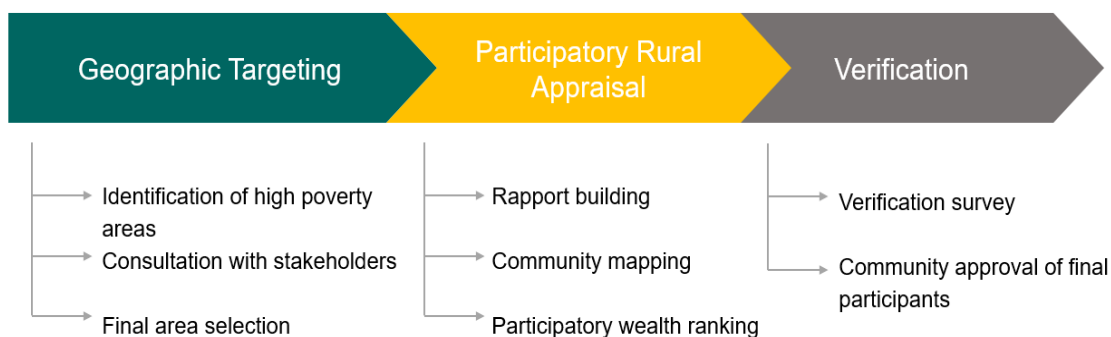 Geographic Targeting
Participatory Rural
Appraisal
Verification
Identification of high poverty
areas
Consultation with stakeholders
Final area selection
Rapport building
Community mapping
Participatory wealth ranking
Verification survey
Community approval of final
participants